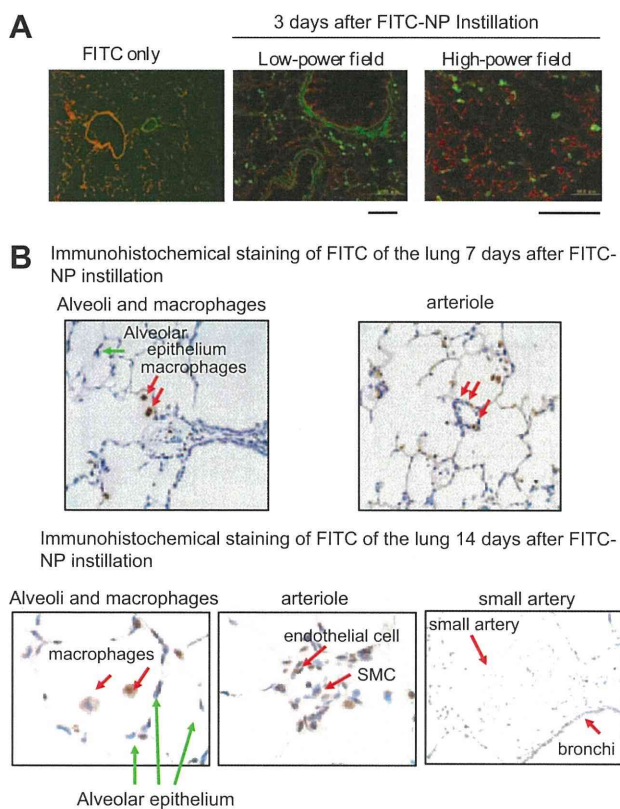 A
3 days after FITC-NP Instillation
FITC only
Low-power field
High-power field
B
Immunohistochemical staining of FITC of the lung 7 days after FITC-
NP instillation
Alveoli and macrophages
arteriole
Alveolar
epithelium
macrophages
Immunohistochemical staining of FITC of the lung 14 days after FITC-
NP instillation
Alveoli and macrophages
arteriole
small artery
macrophages
endothelial cell
SMC
small artery
bronchi
Alveolar epithelium